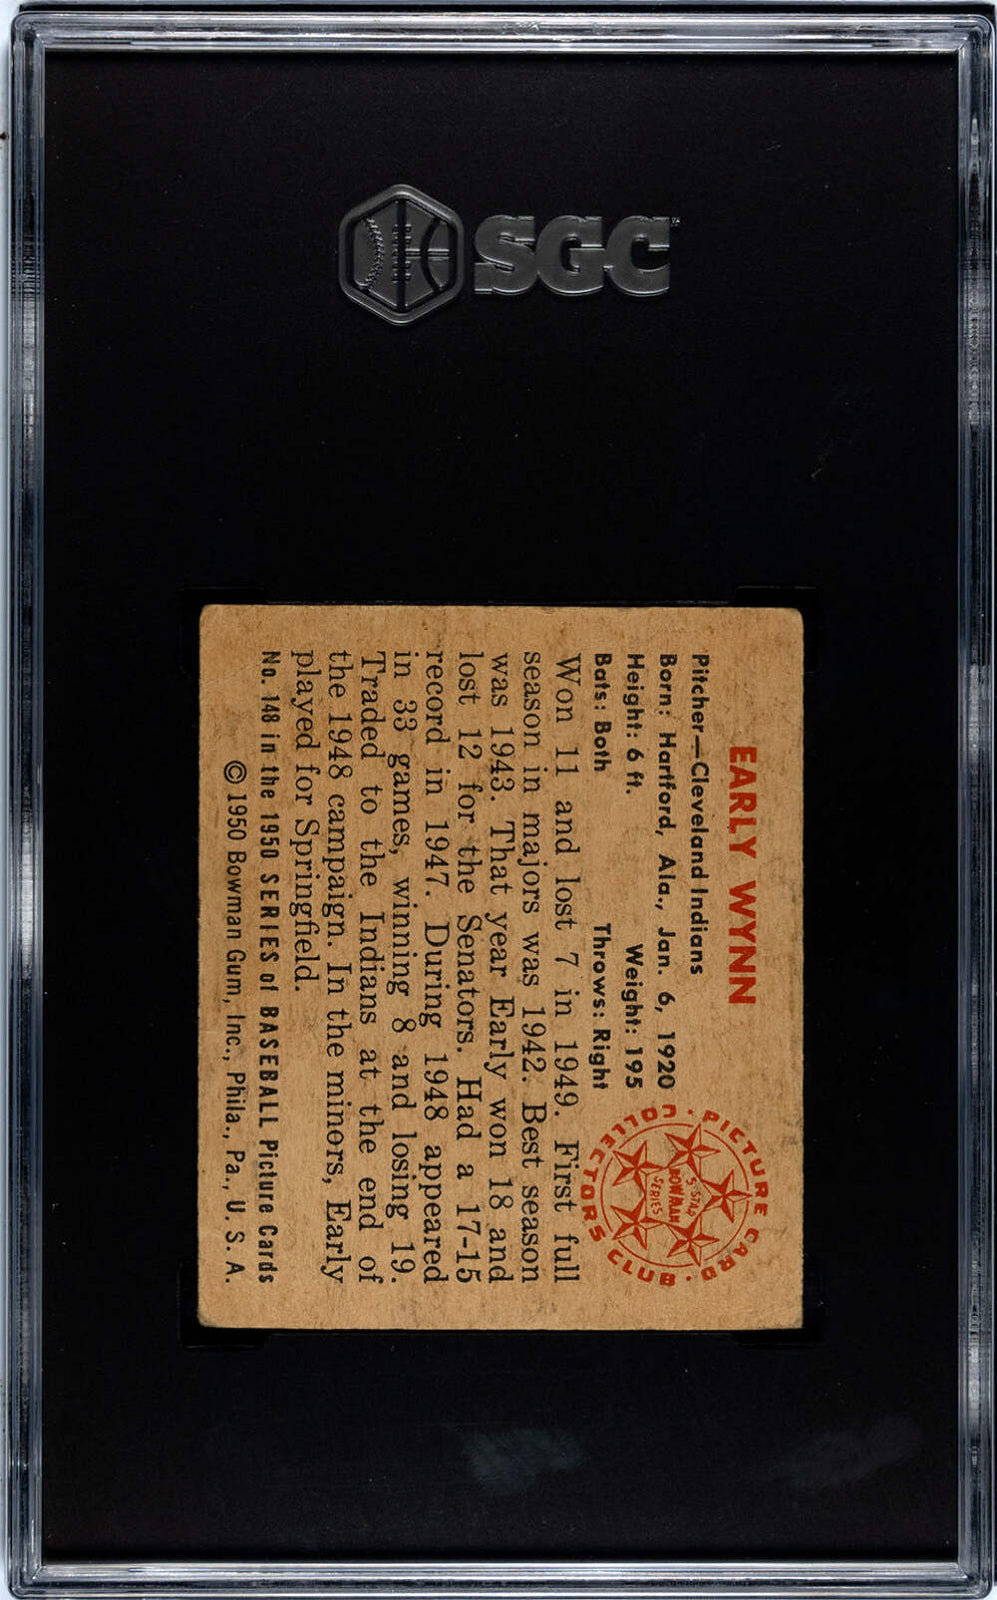 SGC
EARLY WYNN
Pitcher—Cleveland Indians
Born: Hartford, Ala., Jan. 6, 1920
Height: 6 ft. Weight: 195
Bats: Both Throws: Right
PICTURE CARD · COLLECTORS CLUB ·
5-STAR
BOWMAN
SERIES
Won 11 and lost 7 in 1949. First full
season in majors was 1942. Best season
was 1943. That year Early won 18 and
lost 12 for the Senators. Had a 17-15
record in 1947. During 1948 appeared
in 33 games, winning 8 and losing 19.
Traded to the Indians at the end of
the 1948 campaign. In the minors, Early
played for Springfield.
No. 148 in the 1950 SERIES of BASEBALL Picture Cards
© 1950 Bowman Gum, Inc., Phila., Pa., U. S. A.